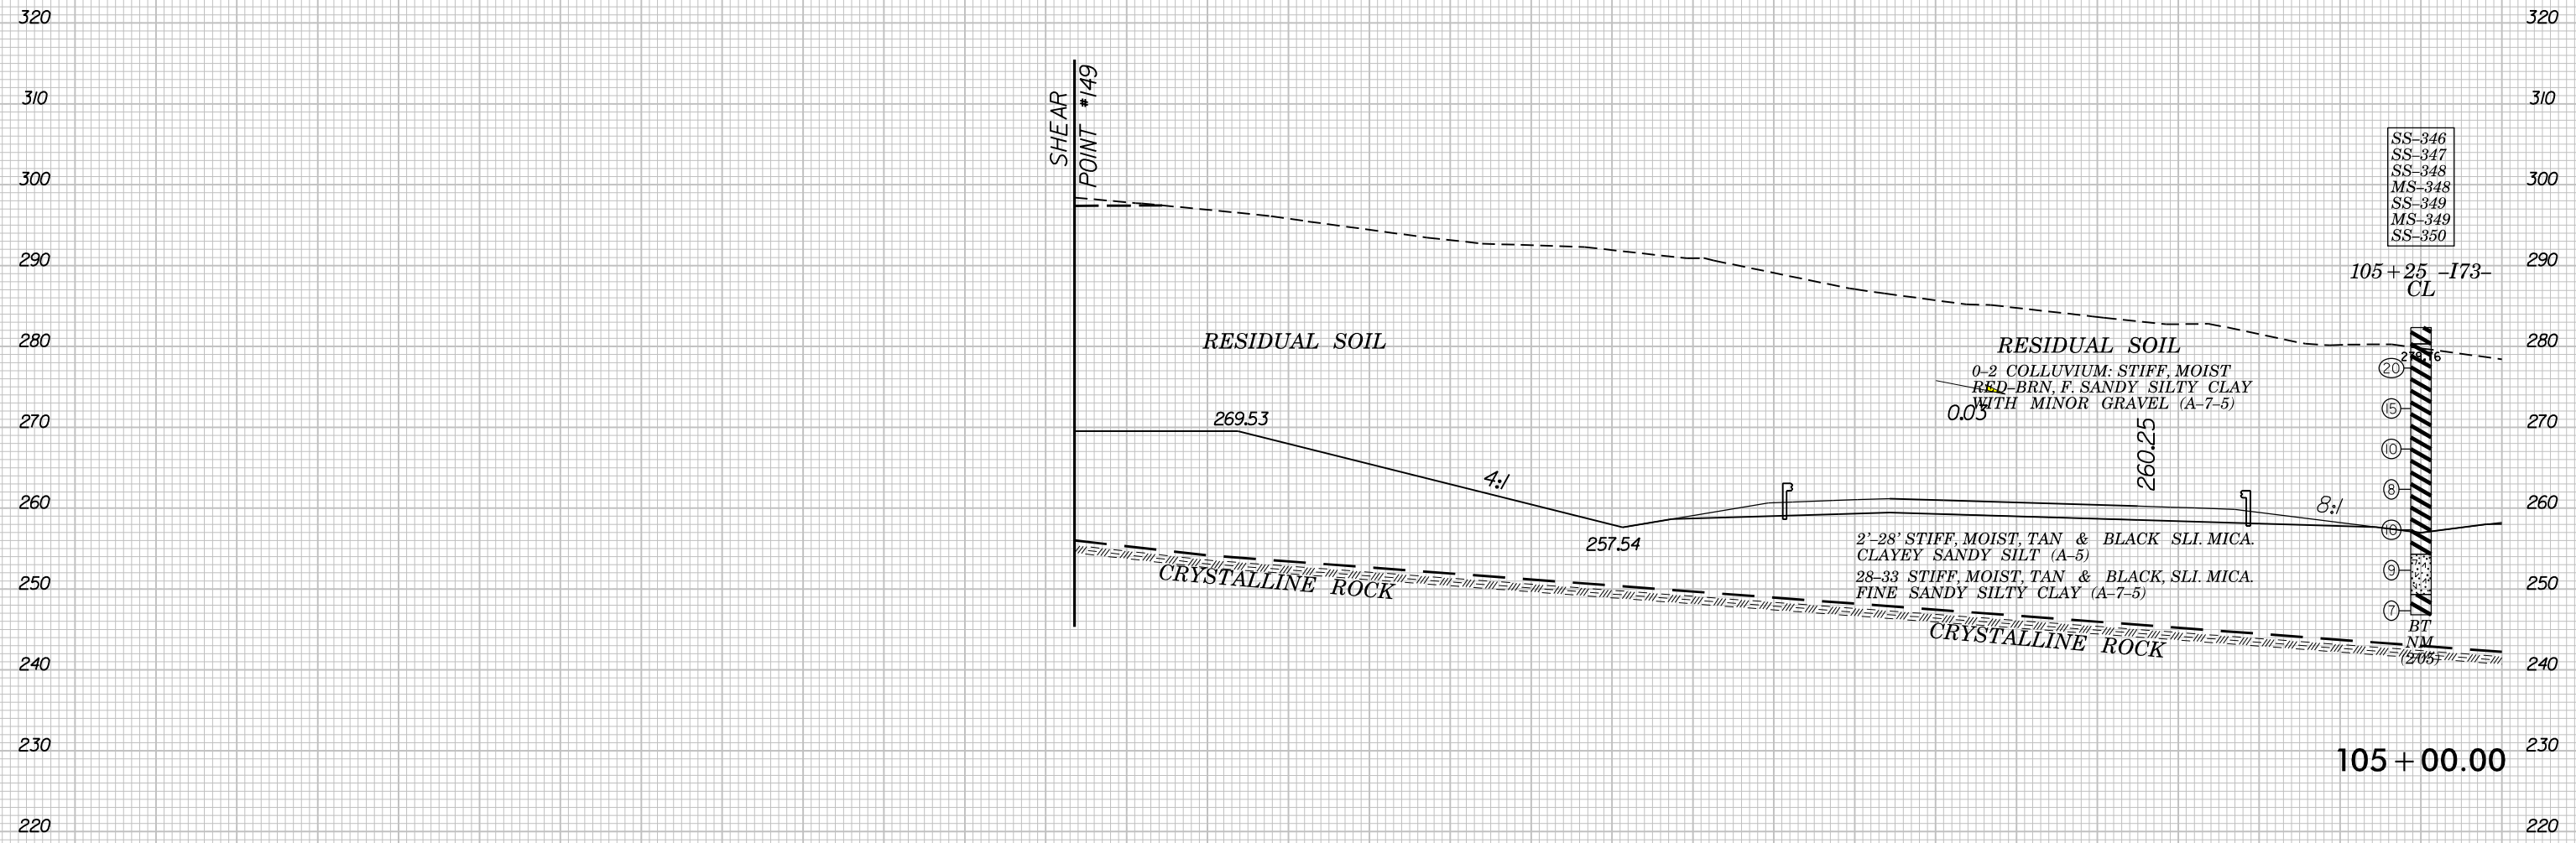 320
320
310
310
300
300
290
290
280
280
270
270
260
260
250
250
240
240
230
230
220
220
SHEAR
POINT #149
SS-346
SS-347
SS-348
MS-348
SS-349
MS-349
SS-350
105+25 -I73-
CL
RESIDUAL SOIL
RESIDUAL SOIL
0-2 COLLUVIUM: STIFF, MOIST
RED-BRN, F. SANDY SILTY CLAY
WITH MINOR GRAVEL (A-7-5)
0.03
20
15
10
8
10
9
7
269.53
260.25
4:1
8:1
257.54
2'-28' STIFF, MOIST, TAN & BLACK SLI. MICA.
CLAYEY SANDY SILT (A-5)
28-33 STIFF, MOIST, TAN & BLACK, SLI. MICA.
FINE SANDY SILTY CLAY (A-7-5)
CRYSTALLINE ROCK
CRYSTALLINE ROCK
BT
NM
105+00.00